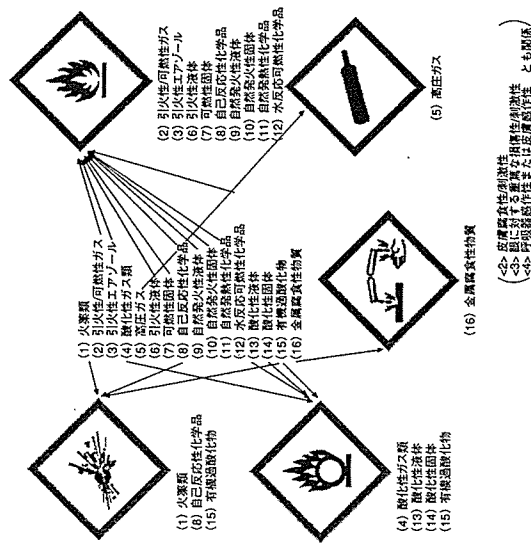 (1) 火薬類
(2) 引火性/可燃性ガス
(3) 引火性エアゾール
(4) 酸化性ガス類
(5) 高圧ガス
(6) 引火性液体
(7) 可燃性固体
(8) 自己反応性化学品
(9) 自然発火性液体
(10) 自然発火性固体
(11) 自然発熱性化学品
(12) 水反応可燃性化学品
(13) 酸化性液体
(14) 酸化性固体
(15) 有機過酸化物
(16) 金属腐食性物質
(1) 火薬類
(8) 自己反応性化学品
(15) 有機過酸化物
(2) 引火性/可燃性ガス
(3) 引火性エアゾール
(6) 引火性液体
(7) 可燃性固体
(8) 自己反応性化学品
(9) 自然発火性液体
(10) 自然発火性固体
(11) 自然発熱性化学品
(12) 水反応可燃性化学品
(4) 酸化性ガス類
(13) 酸化性液体
(14) 酸化性固体
(15) 有機過酸化物
(16) 金属腐食性物質
(5) 高圧ガス
<2> 皮膚腐食性/刺激性
<3> 眼に対する重篤な損傷性/刺激性
<4> 呼吸器感作性または皮膚感作性 とも関係